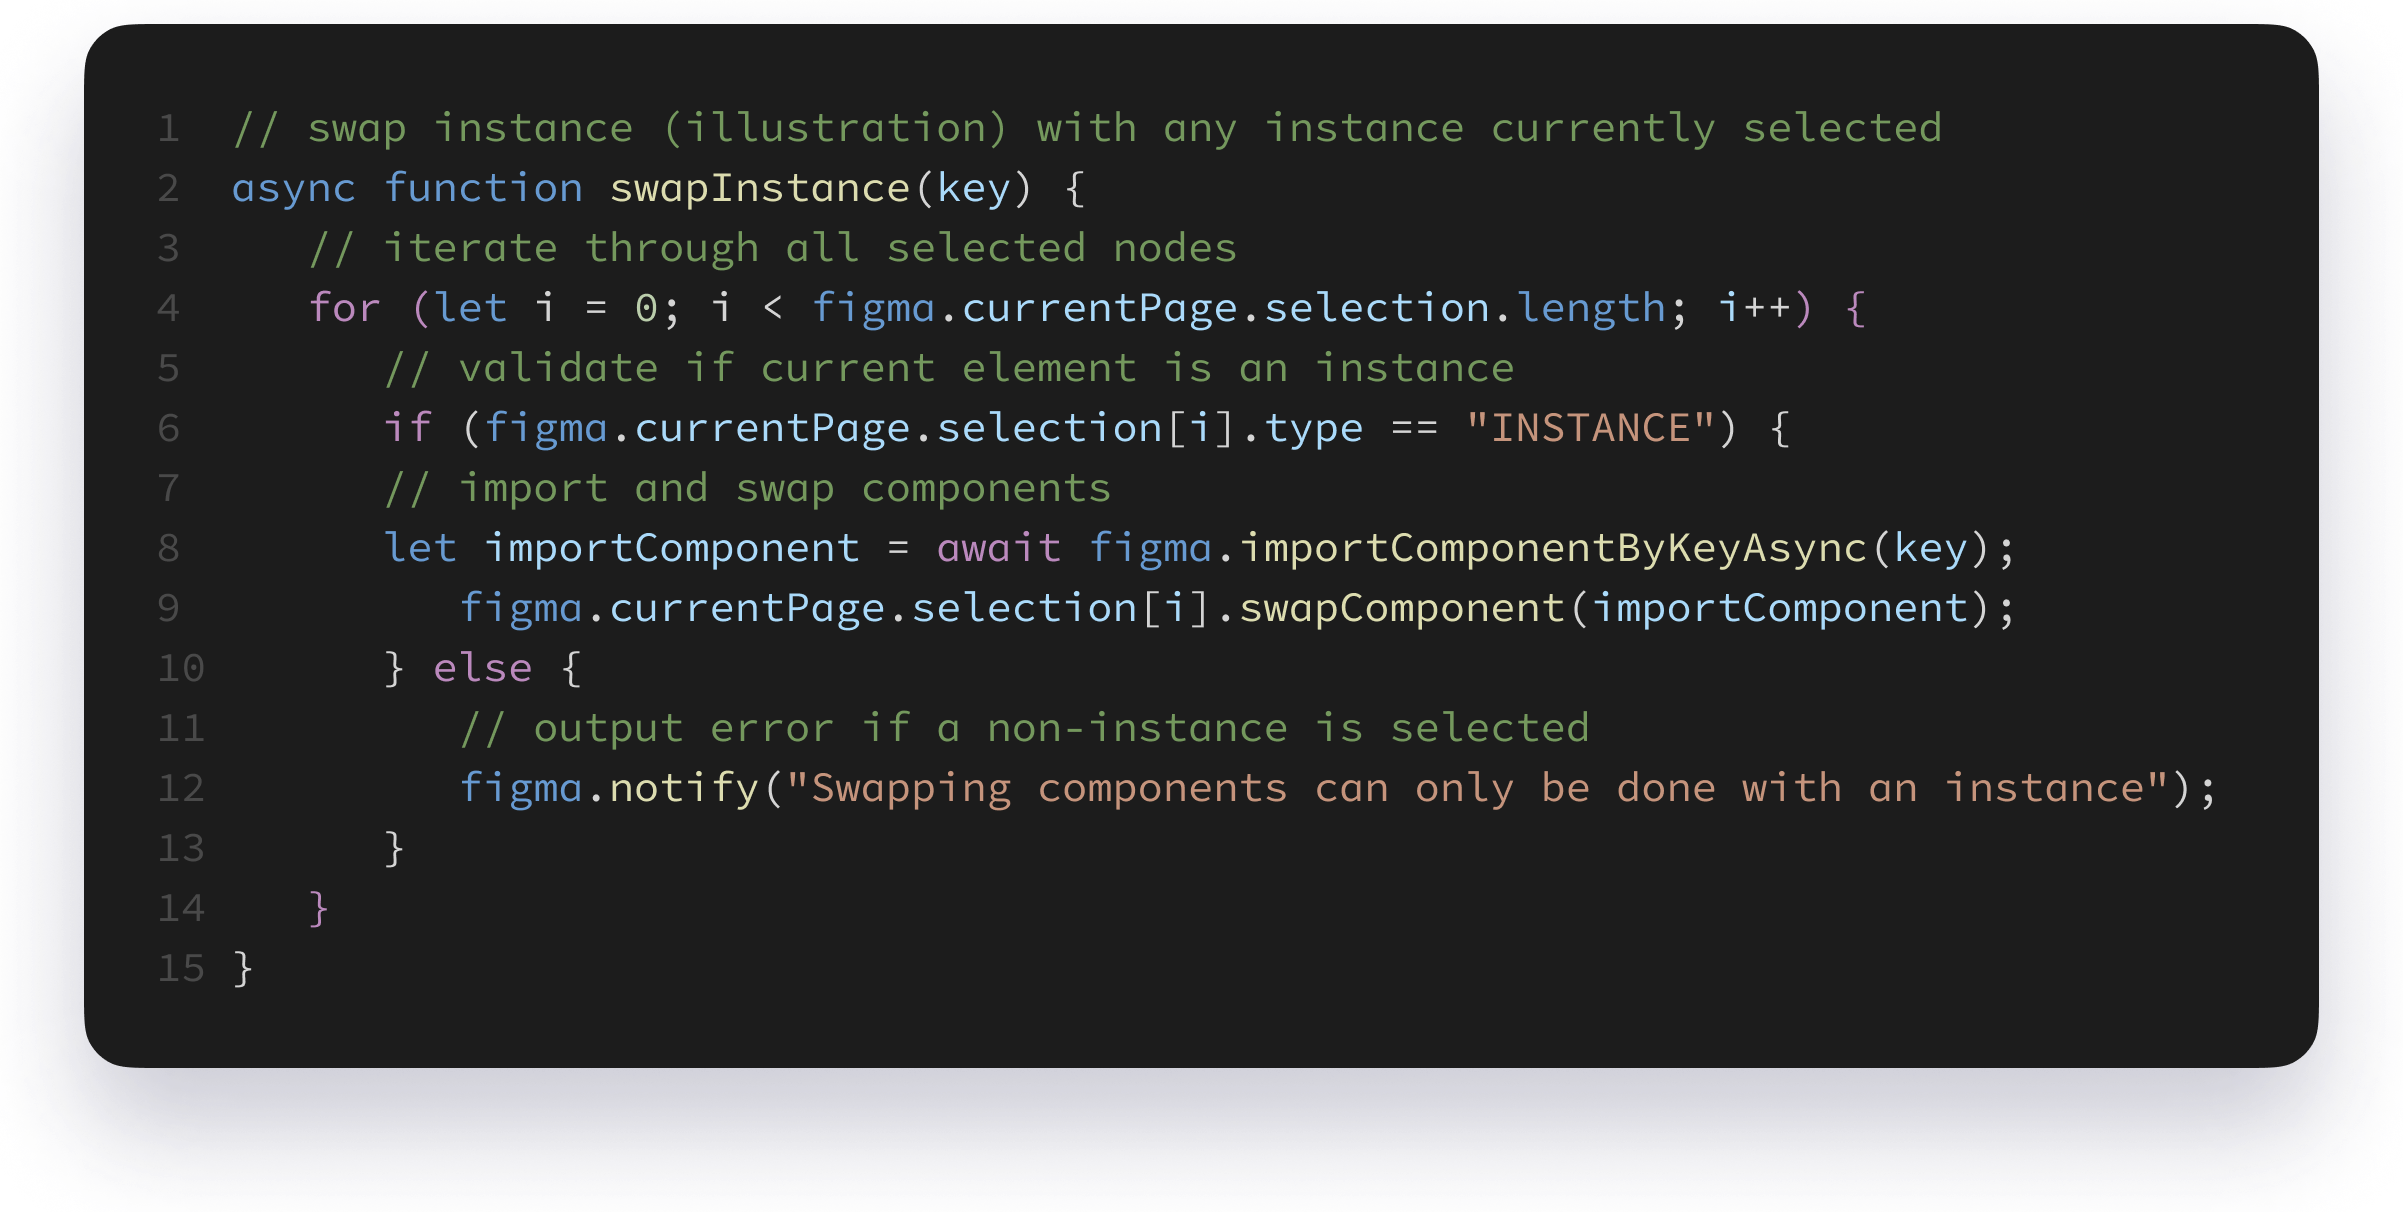 1 // swap instance (illustration) with any instance currently selected
2 async function swapInstance(key) {
3 // iterate through all selected nodes
4 for (let i = 0; i < figma.currentPage.selection.length; i++) {
5 // validate if current element is an instance
6 if (figma.currentPage.selection[i].type == "INSTANCE") {
7 // import and swap components
8 let importComponent = await figma.importComponentByKeyAsync(key);
9 figma.currentPage.selection[i].swapComponent(importComponent);
10 } else {
11 // output error if a non-instance is selected
12 figma.notify("Swapping components can only be done with an instance");
13 }
14 }
15 }